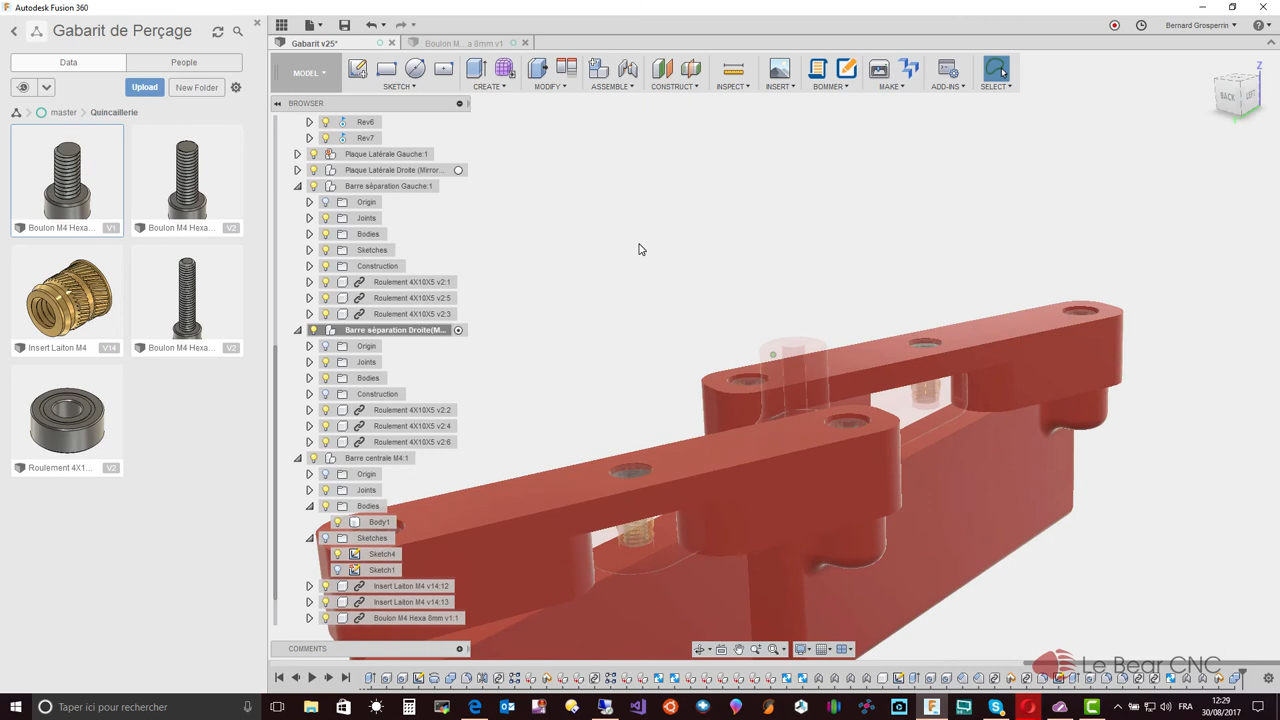 Autodesk Fusion 360
Gabarit de Perçage
Data
People
Upload
New Folder
master
Quincaillerie
Boulon M4 Hexa...
V1
Boulon M4 Hexa...
V2
Insert Laiton M4
V14
Boulon M4 Hexa...
V2
Roulement 4X1...
V2
Bernard Grosperrin
Gabarit v25*
Boulon M...a 8mm v1
MODEL
SKETCH
CREATE
MODIFY
ASSEMBLE
CONSTRUCT
INSPECT
INSERT
BOMMER
MAKE
ADD-INS
SELECT
Z
BACK
LEFT
BROWSER
Rev6
Rev7
Plaque Latérale Gauche:1
Plaque Latérale Droite (Mirror...
Barre séparation Gauche:1
Origin
Joints
Bodies
Sketches
Construction
Roulement 4X10X5 v2:1
Roulement 4X10X5 v2:5
Roulement 4X10X5 v2:3
Barre séparation Droite(M...
Origin
Joints
Bodies
Construction
Roulement 4X10X5 v2:2
Roulement 4X10X5 v2:4
Roulement 4X10X5 v2:6
Barre centrale M4:1
Origin
Joints
Bodies
Body1
Sketches
Sketch4
Sketch1
Insert Laiton M4 v14:12
Insert Laiton M4 v14:13
Boulon M4 Hexa 8mm v1:1
COMMENTS
Le Bear CNC
Taper ici pour rechercher
FRA
12:29
30/08/2017